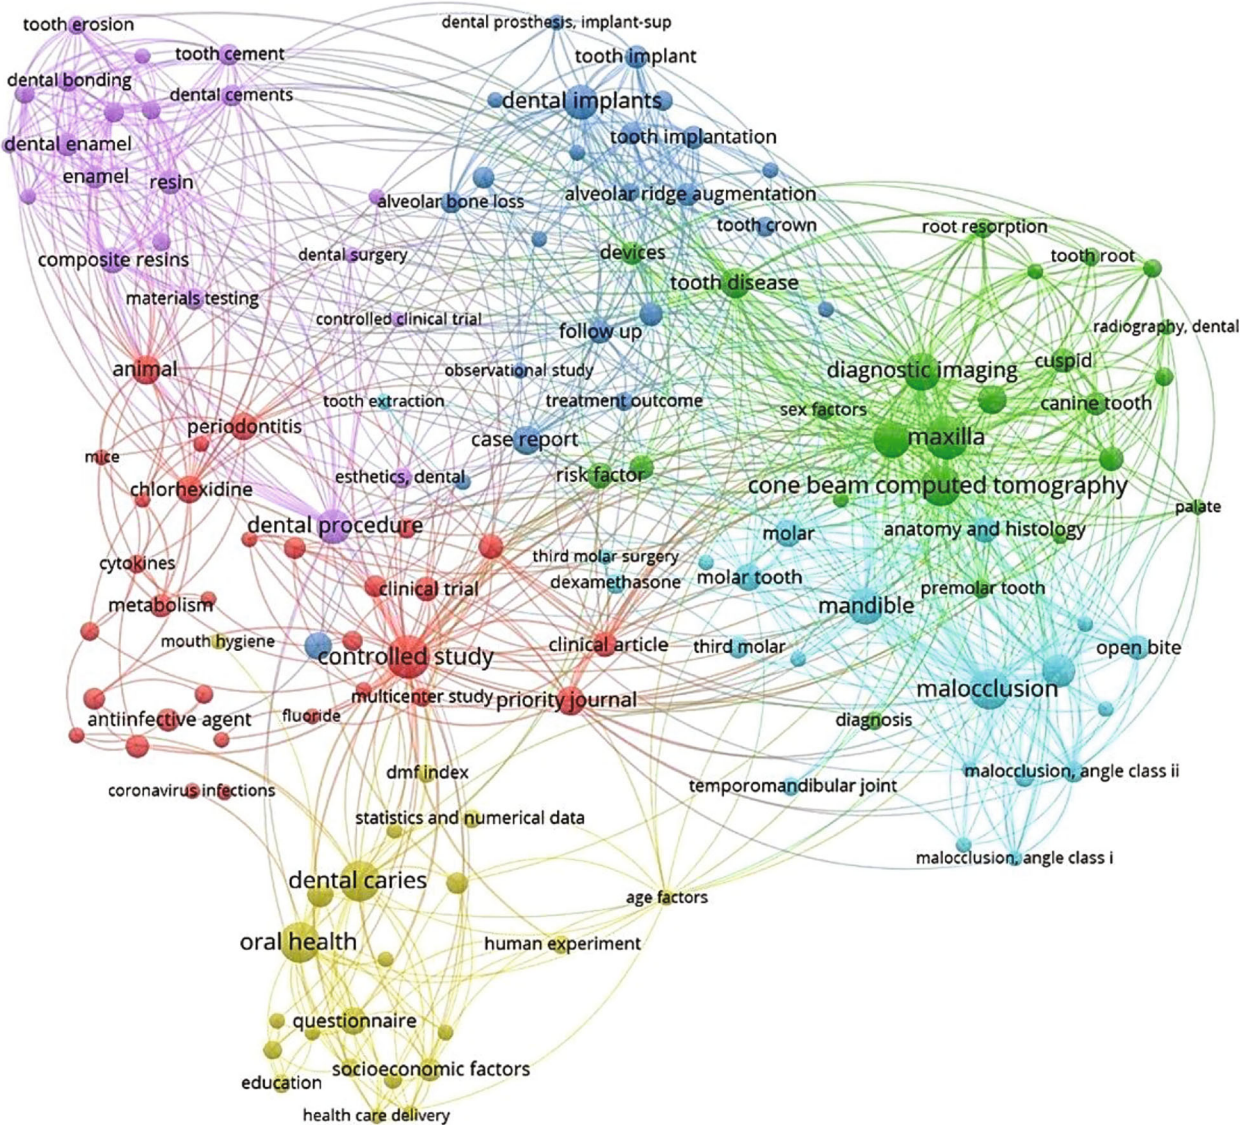 dental prosthesis, implant-sup
tooth erosion
tooth cement
tooth implant
dental bonding
dental cements
dental implants
tooth implantation
dental enamel
enamel
resin
alveolar bone loss
alveolar ridge augmentation
tooth crown
root resorption
composite resins
dental surgery
devices
tooth root
tooth disease
materials testing
controlled clinical trial
follow up
radiography, dental
animal
observational study
diagnostic imaging
cuspid
tooth extraction
treatment outcome
sex factors
canine tooth
periodontitis
case report
maxilla
mice
chlorhexidine
esthetics, dental
risk factor
cone beam computed tomography
palate
dental procedure
molar
anatomy and histology
cytokines
third molar surgery
dexamethasone
molar tooth
clinical trial
premolar tooth
metabolism
mandible
mouth hygiene
controlled study
clinical article
third molar
open bite
multicenter study
priority journal
malocclusion
antiinfective agent
fluoride
diagnosis
dmf index
malocclusion, angle class ii
coronavirus infections
temporomandibular joint
statistics and numerical data
malocclusion, angle class i
dental caries
age factors
oral health
human experiment
questionnaire
socioeconomic factors
education
health care delivery